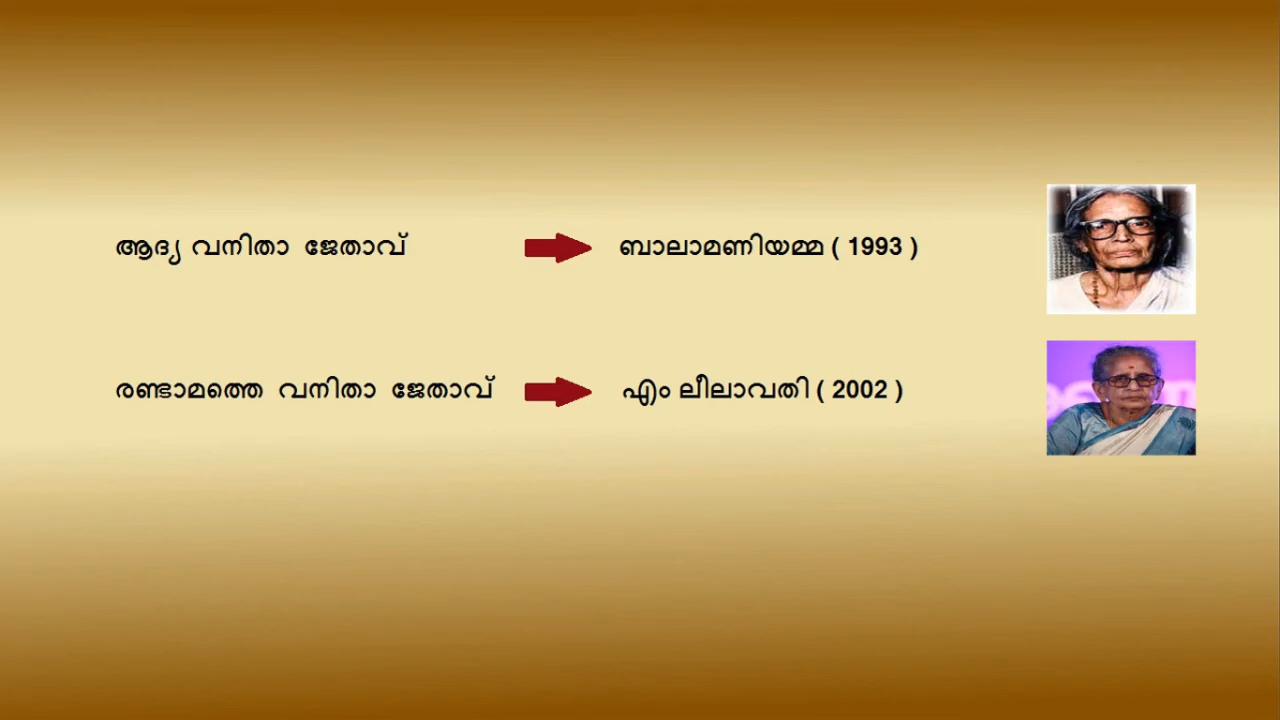 ആദ്യ വനിതാ ജേതാവ് ബാലാമണിയമ്മ ( 1993 )
രണ്ടാമത്തെ വനിതാ ജേതാവ് എം ലീലാവതി ( 2002 )